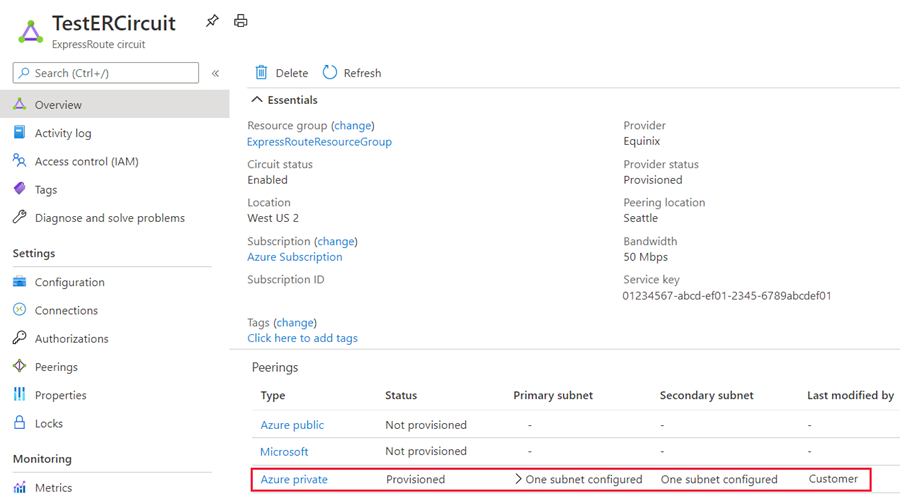 TestERCircuit
ExpressRoute circuit
Search (Ctrl+/)
«
Overview
Activity log
Access control (IAM)
Tags
Diagnose and solve problems
Settings
Configuration
Connections
Authorizations
Peerings
Properties
Locks
Monitoring
Metrics
Delete Refresh
Essentials
Resource group (change)
ExpressRouteResourceGroup
Circuit status
Enabled
Location
West US 2
Subscription (change)
Azure Subscription
Subscription ID
Provider
Equinix
Provider status
Provisioned
Peering location
Seattle
Bandwidth
50 Mbps
Service key
01234567-abcd-ef01-2345-6789abcdef01
Tags (change)
Click here to add tags
Peerings
Type Status Primary subnet Secondary subnet Last modified by
Azure public Not provisioned - - -
Microsoft Not provisioned - - -
Azure private Provisioned One subnet configured One subnet configured Customer